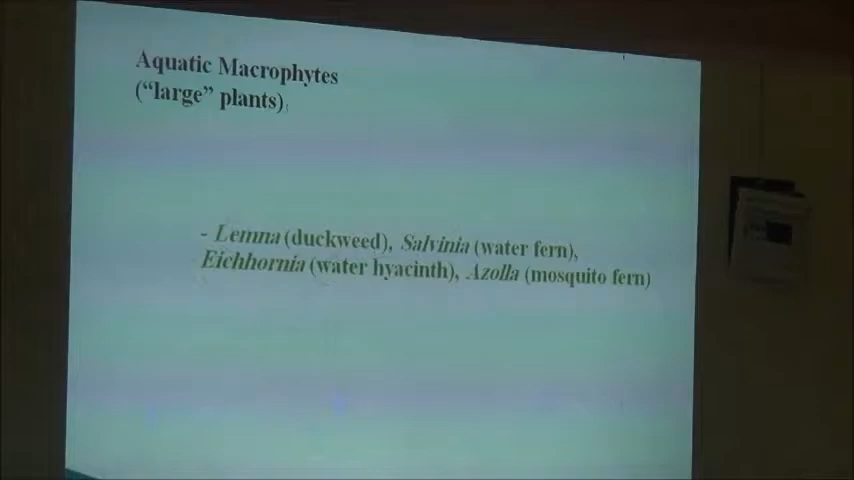 Aquatic Macrophytes
(“large” plants)
- Lemna (duckweed), Salvinia (water fern),
Eichhornia (water hyacinth), Azolla (mosquito fern)